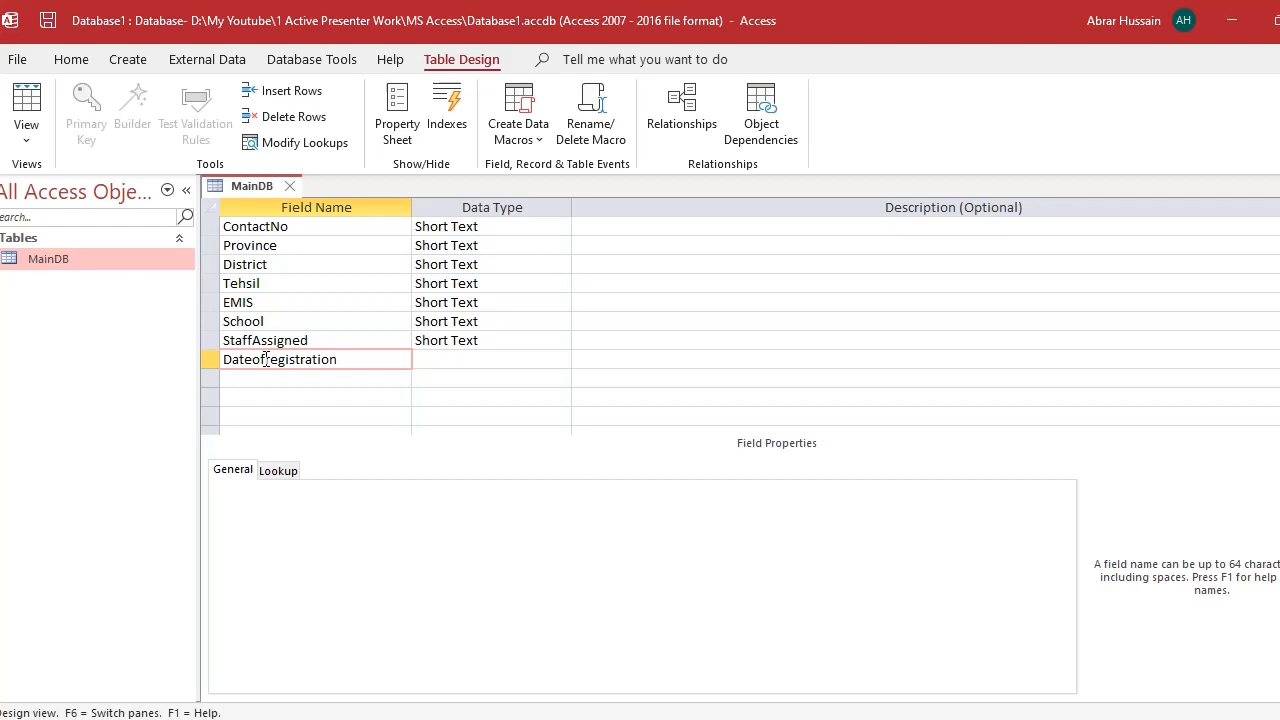 Database1 : Database- D:\My Youtube\1 Active Presenter Work\MS Access\Database1.accdb (Access 2007 - 2016 file format) - Access
Abrar Hussain AH
File Home Create External Data Database Tools Help Table Design Tell me what you want to do
View
Primary Key
Builder
Test Validation Rules
Insert Rows
Delete Rows
Modify Lookups
Property Sheet
Indexes
Create Data Macros
Rename/ Delete Macro
Relationships
Object Dependencies
Views Tools Show/Hide Field, Record & Table Events Relationships
All Access Obje...
earch...
Tables
MainDB
MainDB
Field Name Data Type Description (Optional)
ContactNo Short Text
Province Short Text
District Short Text
Tehsil Short Text
EMIS Short Text
School Short Text
StaffAssigned Short Text
Dateofregistration
Field Properties
General Lookup
A field name can be up to 64 charact
including spaces. Press F1 for help
names.
Design view. F6 = Switch panes. F1 = Help.